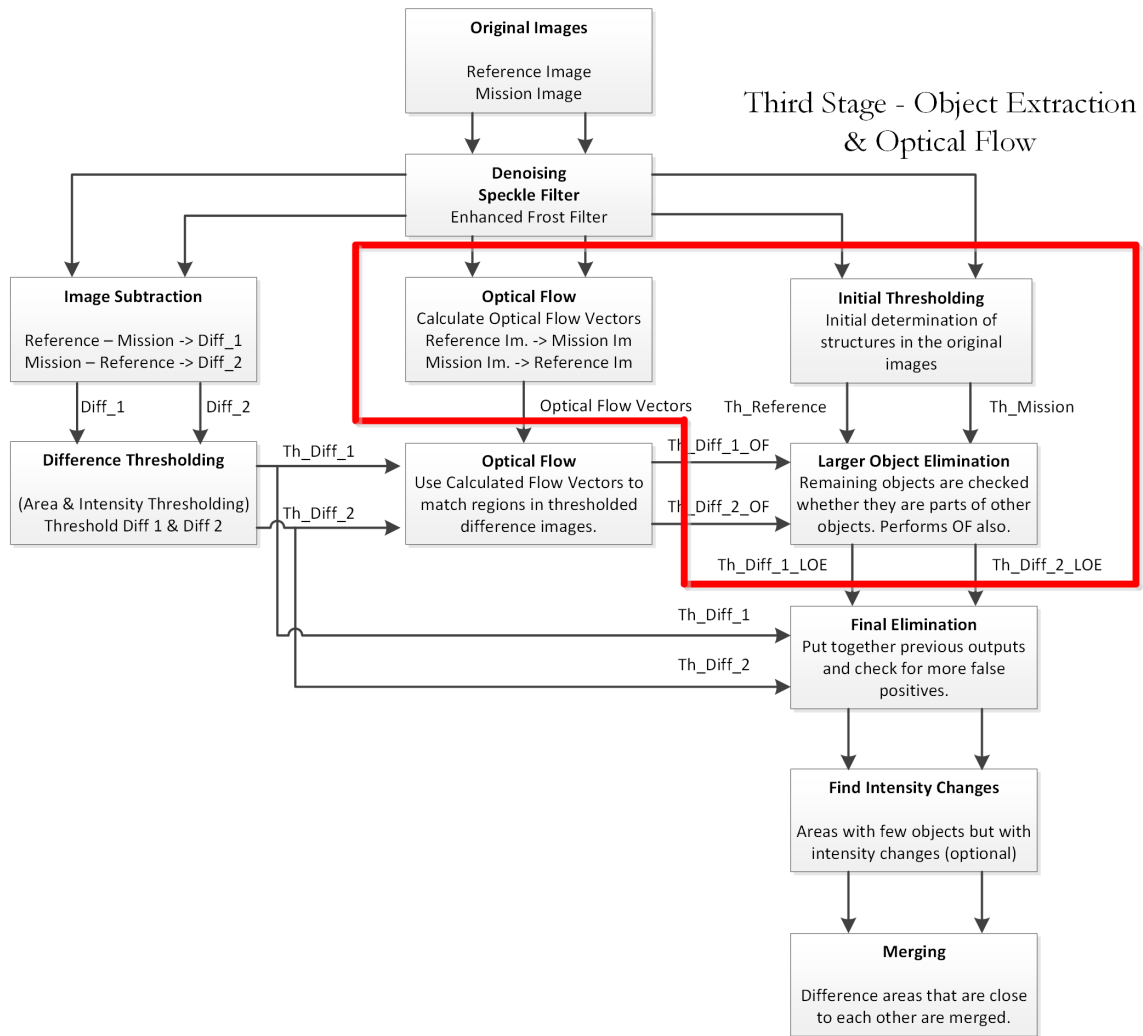 Original Images
Reference Image
Mission Image
Third Stage - Object Extraction
& Optical Flow
Denoising
Speckle Filter
Enhanced Frost Filter
Image Subtraction
Reference – Mission -> Diff_1
Mission – Reference -> Diff_2
Optical Flow
Calculate Optical Flow Vectors
Reference Im. -> Mission Im
Mission Im. -> Reference Im
Initial Thresholding
Initial determination of
structures in the original
images
Diff_1
Diff_2
Optical Flow Vectors
Th_Reference
Th_Mission
Difference Thresholding
(Area & Intensity Thresholding)
Threshold Diff 1 & Diff 2
Th_Diff_1
Th_Diff_2
Optical Flow
Use Calculated Flow Vectors to
match regions in thresholded
difference images.
Th_Diff_1_OF
Th_Diff_2_OF
Larger Object Elimination
Remaining objects are checked
whether they are parts of other
objects. Performs OF also.
Th_Diff_1_LOE
Th_Diff_2_LOE
Th_Diff_1
Th_Diff_2
Final Elimination
Put together previous outputs
and check for more false
positives.
Find Intensity Changes
Areas with few objects but with
intensity changes (optional)
Merging
Difference areas that are close
to each other are merged.